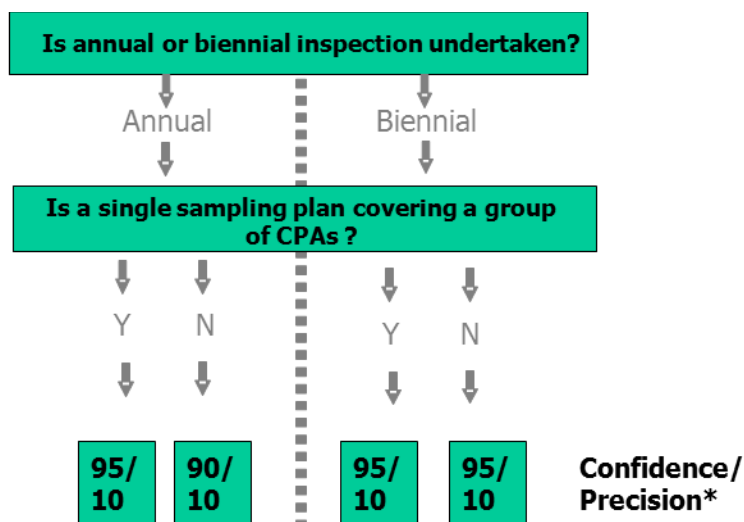 Is annual or biennial inspection undertaken?
Annual
Biennial
Is a single sampling plan covering a group
of CPAs ?
Y
N
Y
N
95/
10
90/
10
95/
10
95/
10
Confidence/
Precision*